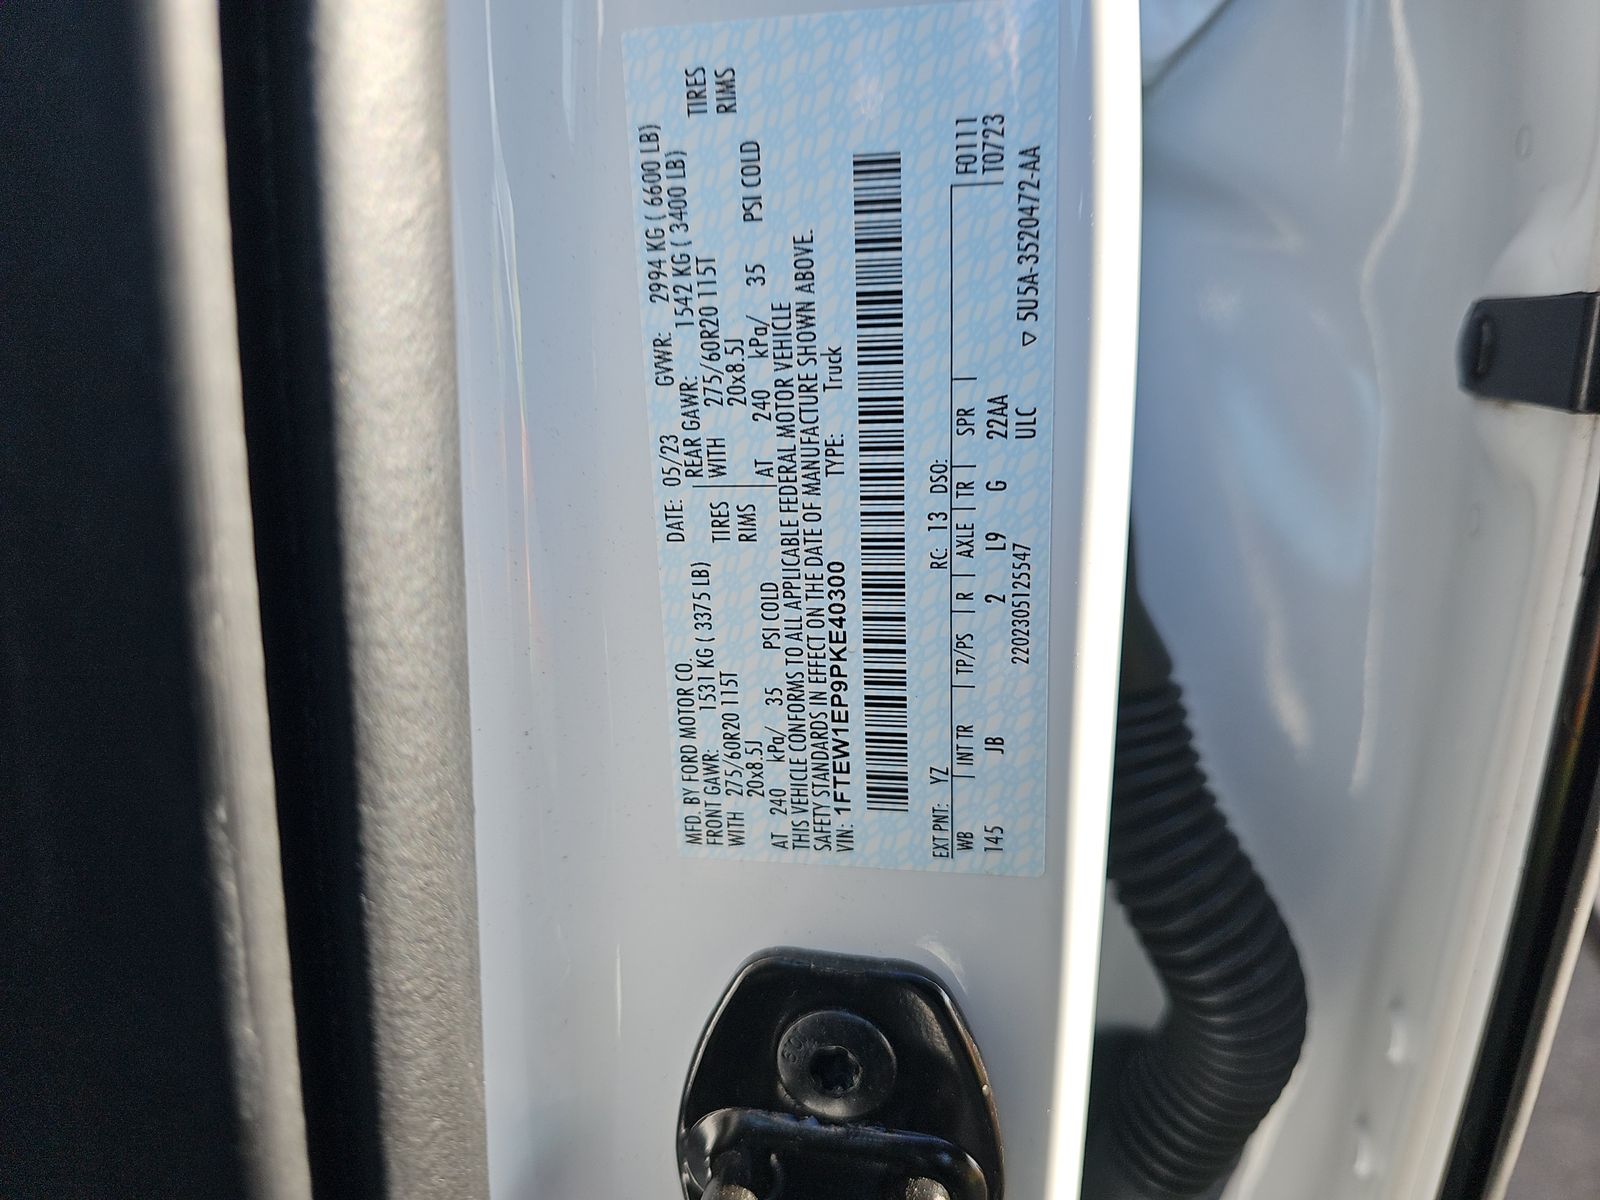 MFD. BY FORD MOTOR CO.
DATE: 05/23 GVWR: 2994 KG ( 6600 LB)
FRONT GAWR: 1531 KG ( 3375 LB) REAR GAWR: 1542 KG ( 3400 LB)
WITH 275/60R20 115T TIRES WITH 275/60R20 115T TIRES
20x8.5J RIMS 20x8.5J RIMS
AT 240 kPa/ 35 PSI COLD AT 240 kPa/ 35 PSI COLD
THIS VEHICLE CONFORMS TO ALL APPLICABLE FEDERAL MOTOR VEHICLE
SAFETY STANDARDS IN EFFECT ON THE DATE OF MANUFACTURE SHOWN ABOVE.
VIN: 1FTEW1EP9PKE40300 TYPE: Truck
EXT PNT: YZ RC: 13 DSO:
WB INT TR TP/PS R AXLE TR SPR F0111
145 JB 2 L9 G 22AA T0723
2202305125547 ULC ▽ 5U5A-3520472-AA